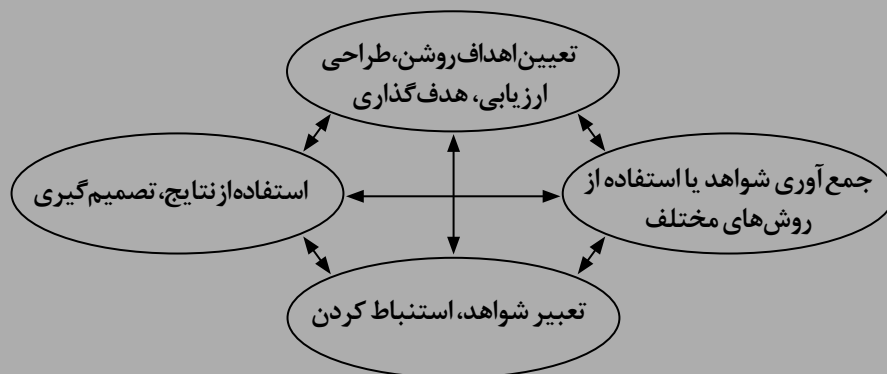 تعیین اهداف روشن، طراحی
ارزیابی، هدف‌گذاری
جمع‌آوری شواهد یا استفاده از
روش‌های مختلف
استفاده از نتایج، تصمیم‌گیری
تعبیر شواهد، استنباط کردن